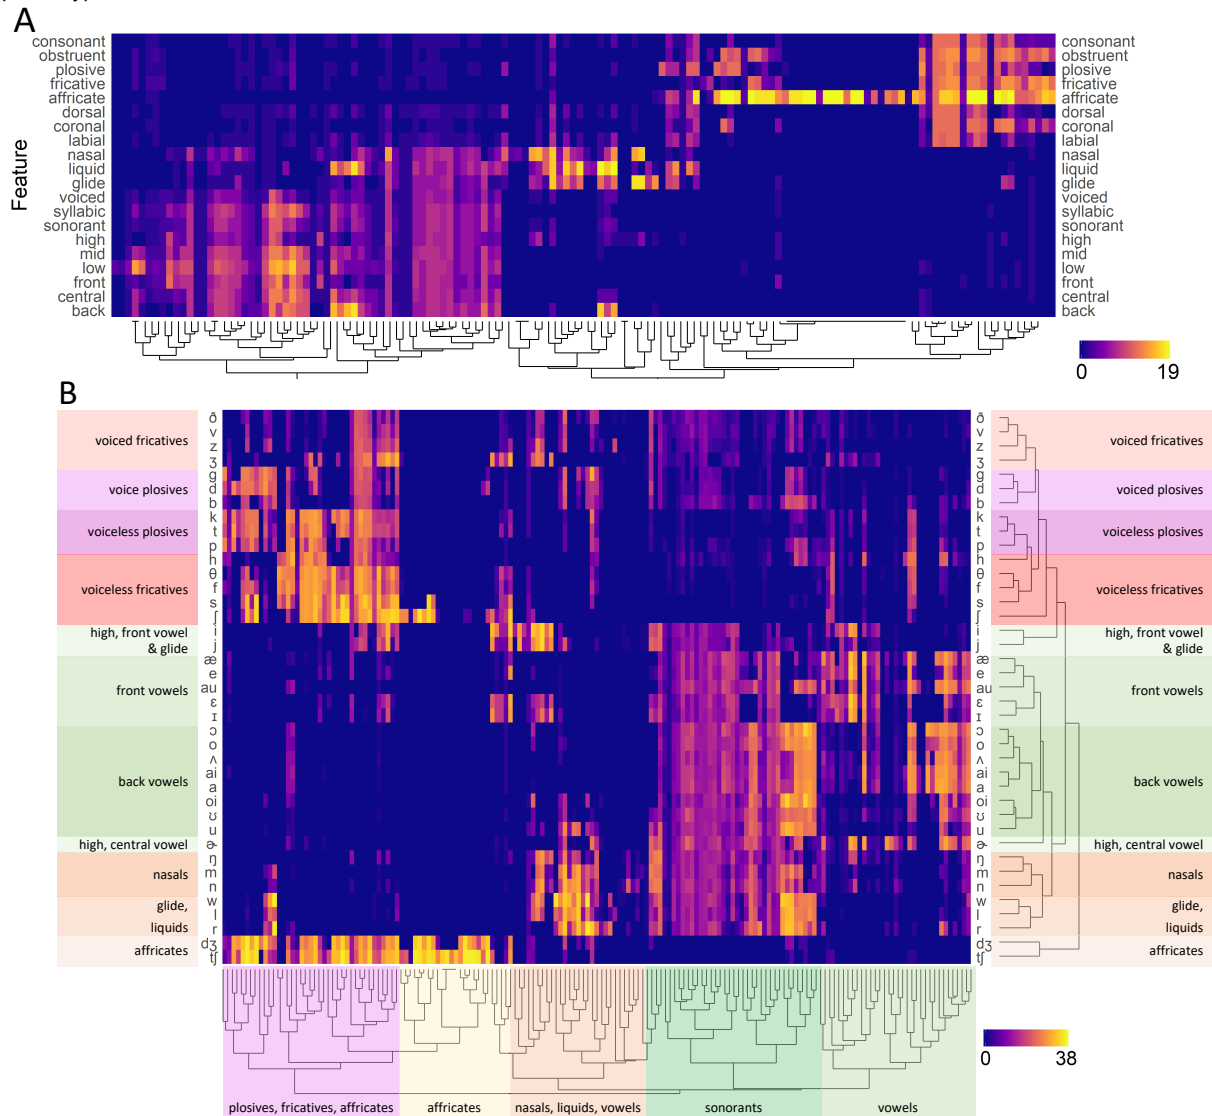 A
consonant consonant
obstruent obstruent
plosive plosive
fricative fricative
affricate affricate
dorsal dorsal
coronal coronal
labial labial
nasal nasal
liquid liquid
glide glide
voiced voiced
syllabic syllabic
sonorant sonorant
high high
mid mid
low low
front front
central central
back back
Feature
0 19
B
voiced fricatives
voice plosives
voiceless plosives
voiceless fricatives
high, front vowel
& glide
front vowels
back vowels
high, central vowel
nasals
glide,
liquids
affricates
ð ð
v v
z z
ʒ ʒ
g g
d d
b b
k k
t t
p p
h h
θ θ
f f
s s
ʃ ʃ
i i
j j
æ æ
e e
au au
ɛ ɛ
ɪ ɪ
ɔ ɔ
o o
ʌ ʌ
ai ai
a a
oi oi
ʊ ʊ
u u
ɚ ɚ
ŋ ŋ
m m
n n
w w
l l
r r
dʒ dʒ
tʃ tʃ
voiced fricatives
voiced plosives
voiceless plosives
voiceless fricatives
high, front vowel
& glide
front vowels
back vowels
high, central vowel
nasals
glide,
liquids
affricates
0 38
plosives, fricatives, affricates affricates nasals, liquids, vowels sonorants vowels